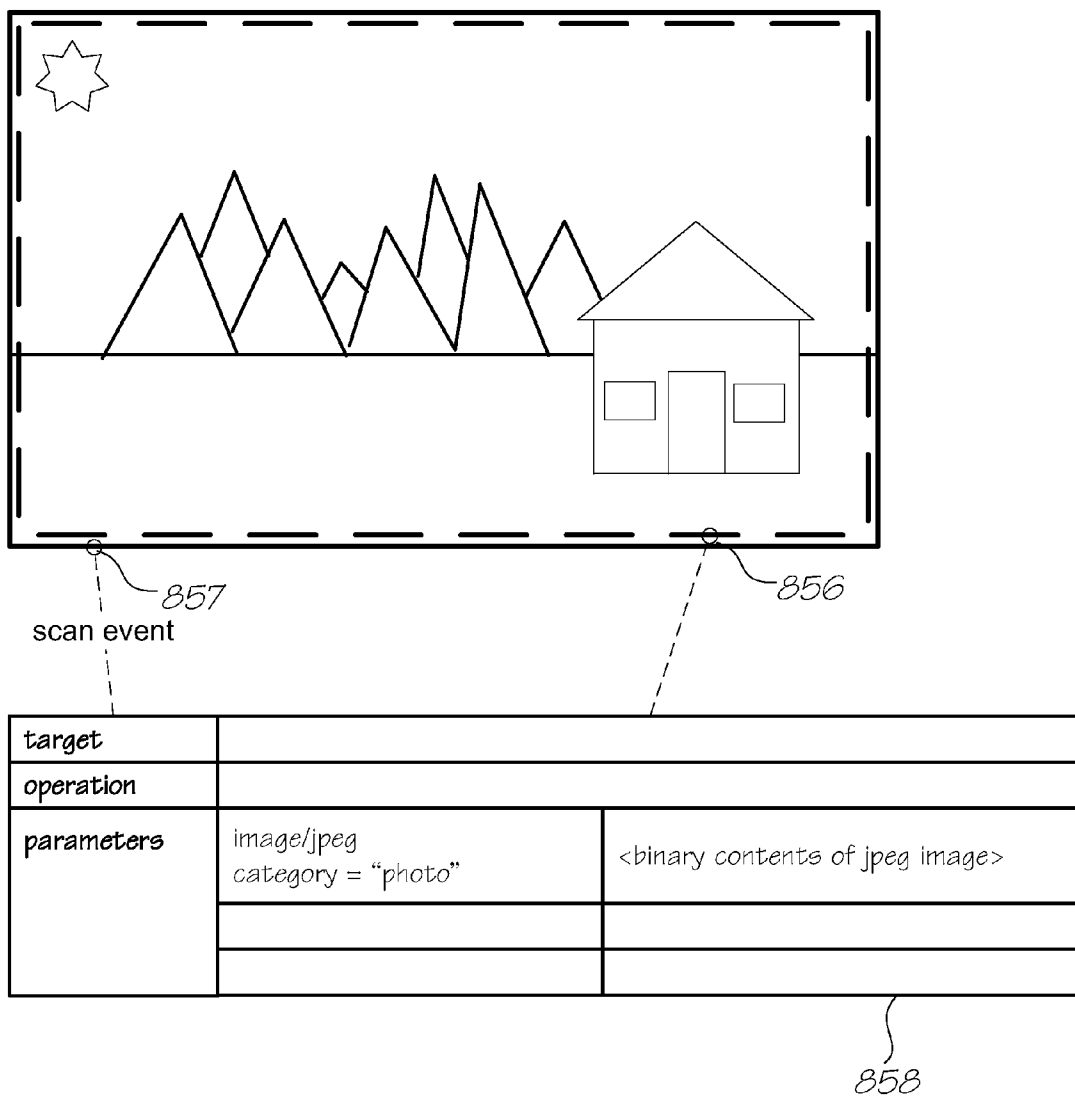 857
856
scan event
target
operation
parameters
image/jpeg
category = “photo”
<binary contents of jpeg image>
858